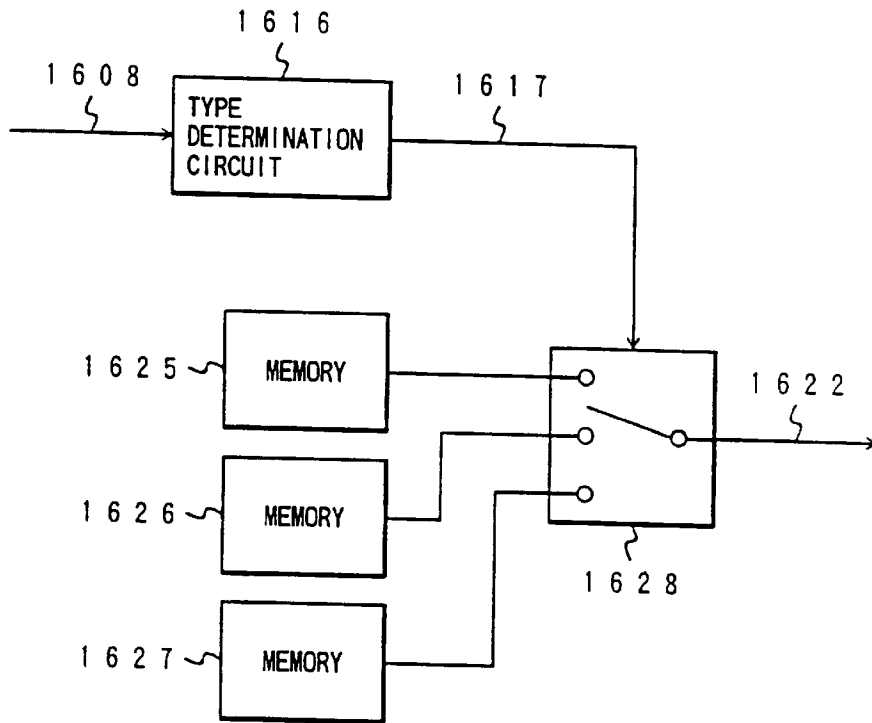 1616
1608
1617
TYPE
DETERMINATION
CIRCUIT
1625
MEMORY
1622
1626
MEMORY
1628
1627
MEMORY